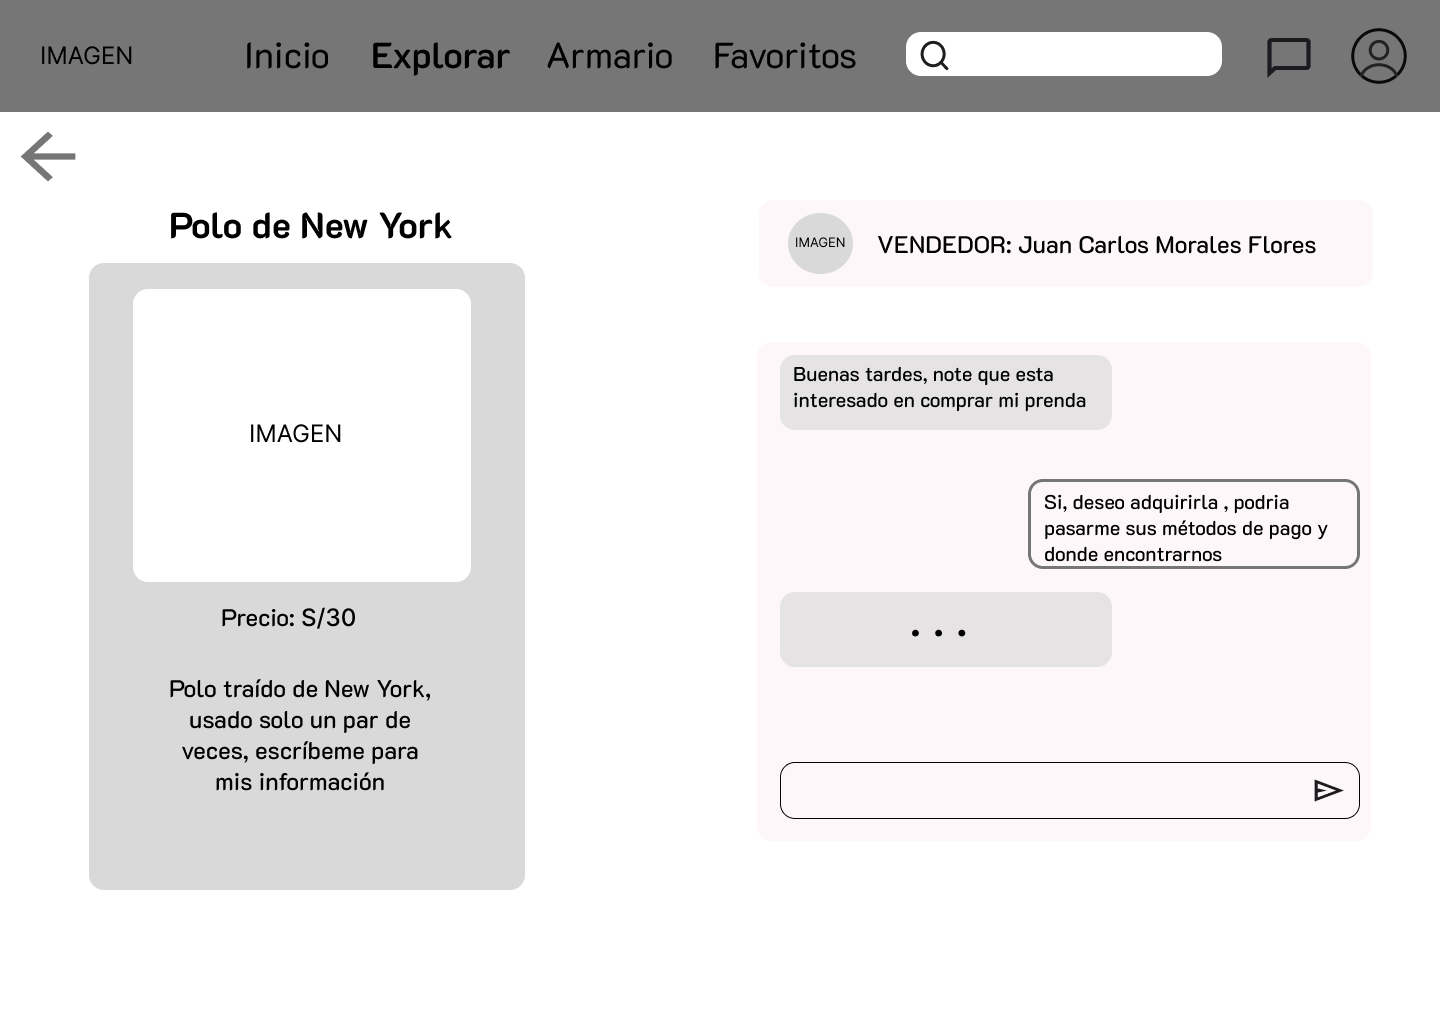 IMAGEN
Inicio
Explorar
Armario
Favoritos
Polo de New York
IMAGEN
Precio: S/30
Polo traído de New York,
usado solo un par de
veces, escríbeme para
mis información
IMAGEN
VENDEDOR: Juan Carlos Morales Flores
Buenas tardes, note que esta
interesado en comprar mi prenda
Si, deseo adquirirla , podria
pasarme sus métodos de pago y
donde encontrarnos
. . .